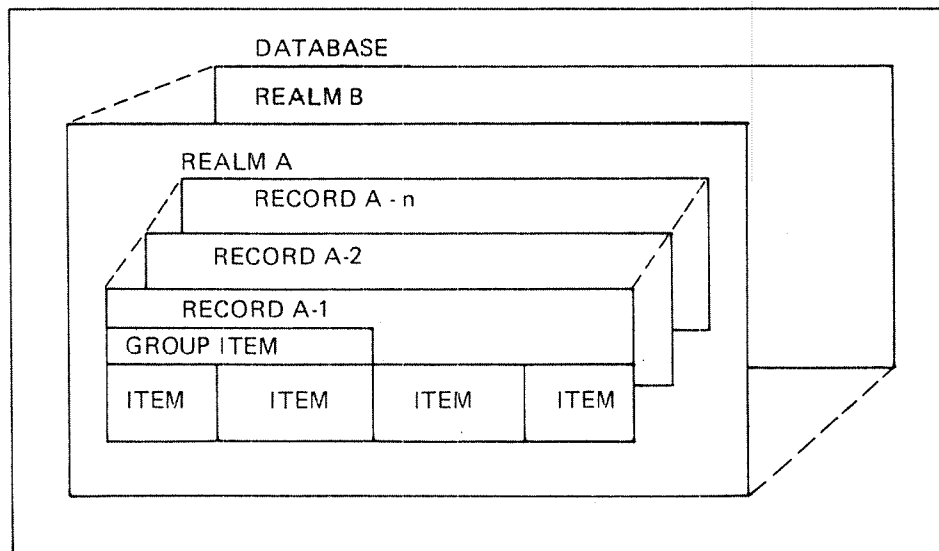 DATABASE
REALM B
REALM A
RECORD A - n
RECORD A-2
RECORD A-1
GROUP ITEM
ITEM ITEM ITEM ITEM